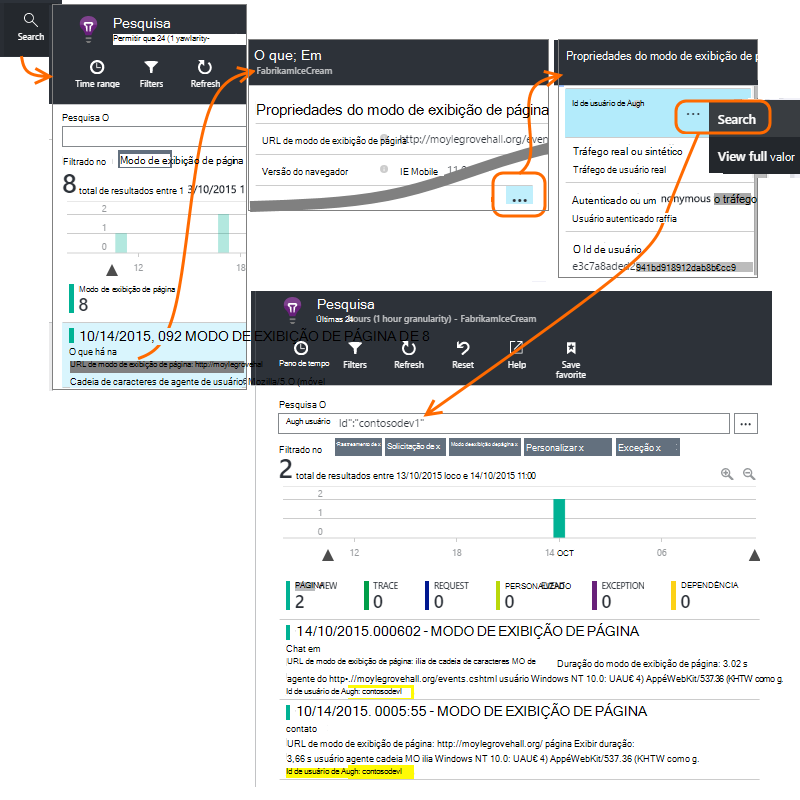 Search
Pesquisa
Permitir que 24 (1 yawlarity-
Time range
Filters
Refresh
Pesquisa O
Filtrado no
Modo de exibição de página
8 total de resultados entre 1 3/10/2015 1
2
1
0
12
18
Modo de exibição de página
8
10/14/2015, 092 MODO DE EXIBIÇÃO DE PÁGINA DE 8
O que há na
URL de modo de exibição de página: http://moylegrovehal
Cadeia de caracteres de agente de usuário Mozilla/5.O (móvel
O que; Em
FabrikamIceCream
Propriedades do modo de exibição de página
URL de modo de exibição de página http://moylegrovehall.org/even
Versão do navegador
IE Mobile
...
Propriedades do modo de exibição de p
Id de usuário de Augh
...
Search
View full valor
Tráfego real ou sintético
Tráfego de usuário real
Autenticado ou um nonymous o tráfego
Usuário autenticado raffia
O Id de usuário
e3c7a8aded2941bd918912dab8b€cc9
Pesquisa
Últimas 24 hours (1 hour granularity) - FabrikamIceCream
Pano de tempo
Filters
Refresh
Reset
Help
Save favorite
Pesquisa O
Augh usuário Id":"contosodev1"
...
Filtrado no
Rastreamento de x
Solicitação de x
Modo de exibição de página x
Personalizar x
Exceção x
2 total de resultados entre 13/10/2015 loco e 14/10/2015 11:00
2
1
0
12
18
14 OCT
06
PÁGINA VIEW
2
TRACE
0
REQUEST
0
PERSONALIZADO
0
EXCEPTION
0
DEPENDÊNCIA
0
14/10/2015.000602 - MODO DE EXIBIÇÃO DE PÁGINA
Chat em
URL de modo de exibição de página: ilia de cadeia de caracteres MO de
Duração do modo de exibição de página: 3.02 s
agente do http•.//moylegrovehall.org/events.cshtml usuário Windows NT 10.0: UAU€ 4) AppéWebKit/537.36 (KHTW como g.
Id de usuário de Augh: contosodevl
10/14/2015. 0005:55 - MODO DE EXIBIÇÃO DE PÁGINA
contato
URL de modo de exibição de página: http://moylegrovehall.org/ página Exibir duração:
3,66 s usuário agente cadeia MO ilia Windows NT 10.0: UAU€ 4) AppéWebKit/537.36 (KHTW como g.
Id de usuário de Augh: contosodevl